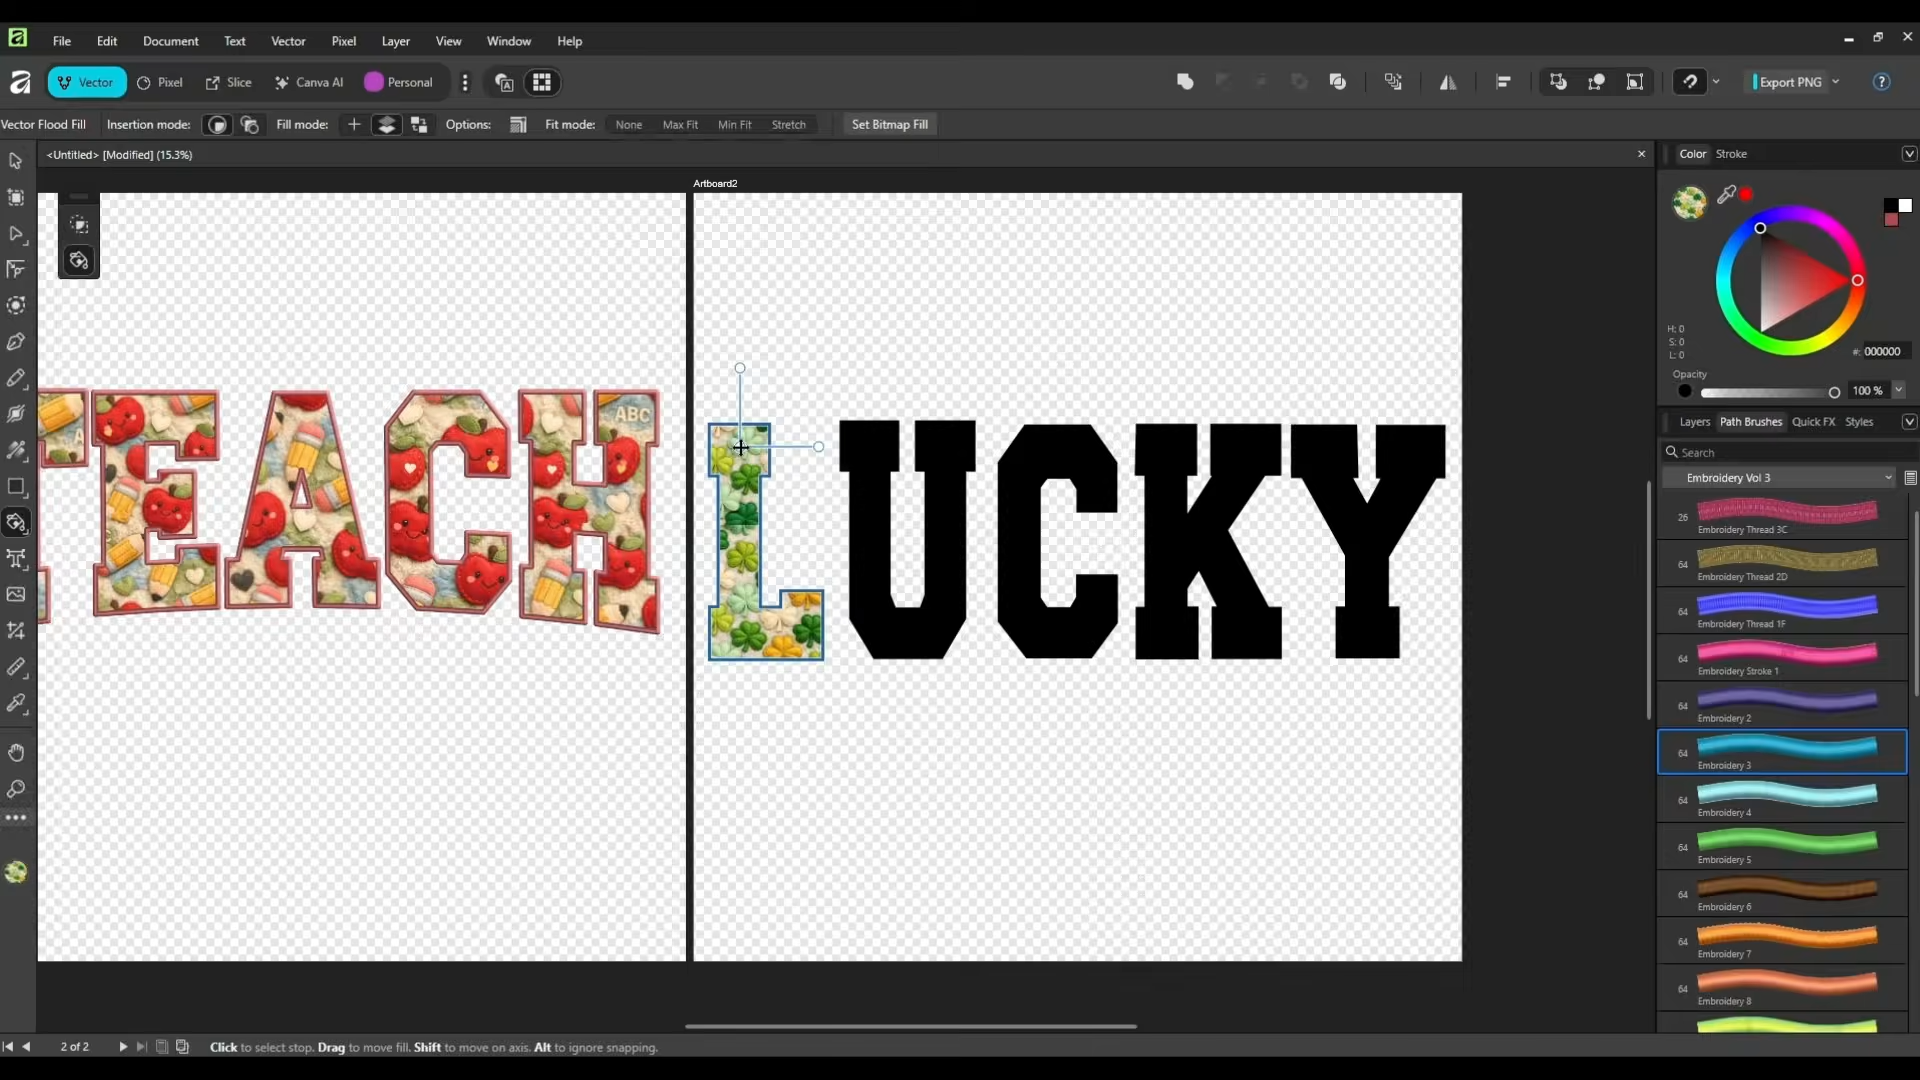 File Edit Document Text Vector Pixel Layer View Window Help
Vector Pixel Slice Canva AI Personal Export PNG
Vector Flood Fill Insertion mode: Fill mode: Options: Fit mode: None Max Fit Min Fit Stretch Set Bitmap Fill
<Untitled> [Modified] (15.3%)
Artboard2
TEACH
ABC
LUCKY
Color Stroke
H: 0
S: 0
L: 0
#: 000000
Opacity
100 %
Layers Path Brushes Quick FX Styles
Search
Embroidery Vol 3
26
Embroidery Thread 3C
64
Embroidery Thread 2D
64
Embroidery Thread 1F
64
Embroidery Stroke 1
64
Embroidery 2
64
Embroidery 3
64
Embroidery 4
64
Embroidery 5
64
Embroidery 6
64
Embroidery 7
64
Embroidery 8
2 of 2
Click to select stop. Drag to move fill. Shift to move on axis. Alt to ignore snapping.